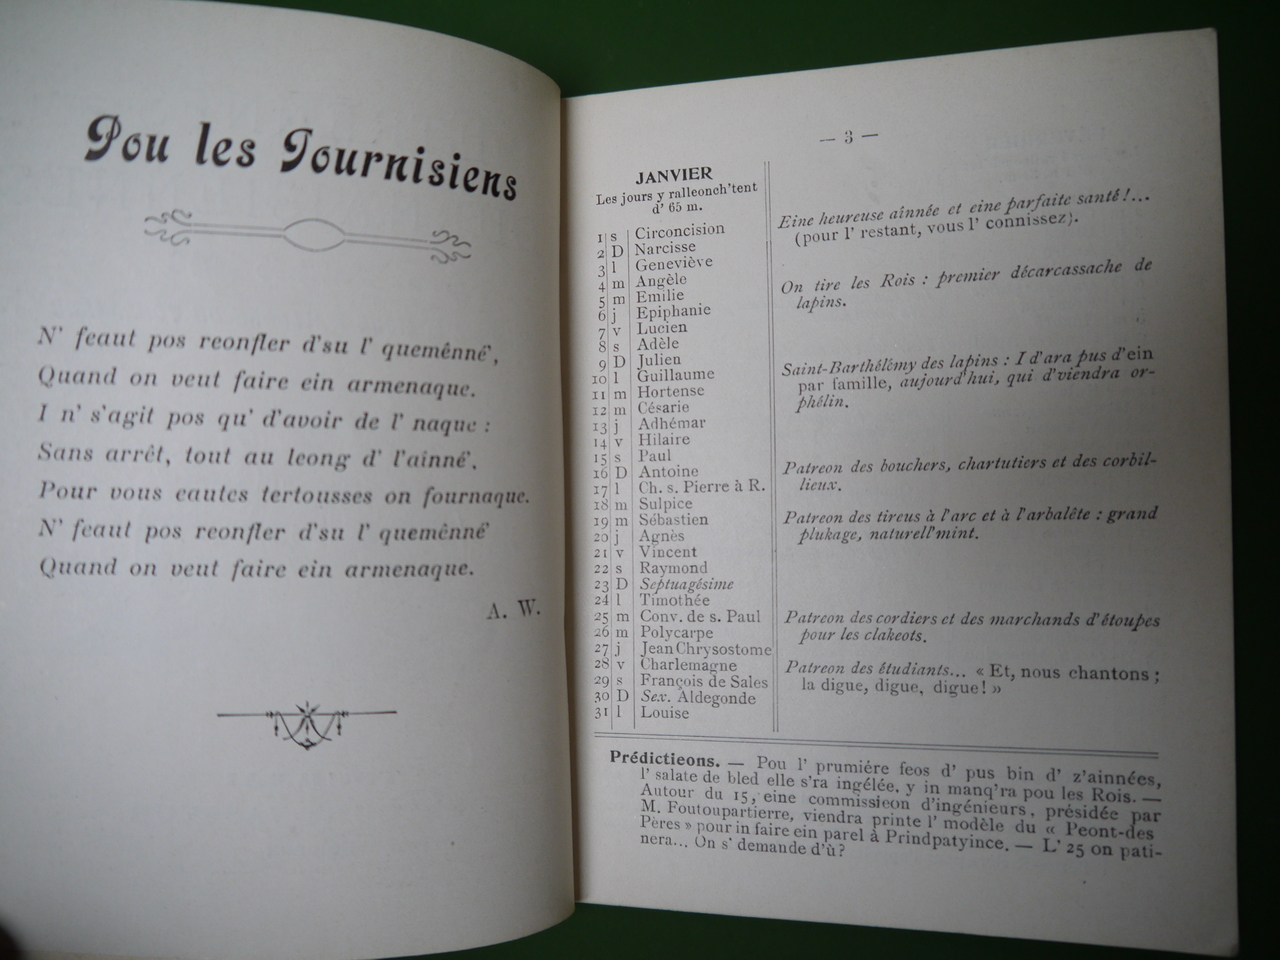 Pou les Tournisiens
N' feaut pos reonfler d'su l' quemênné',
Quand on veut faire ein armenaque.
I n' s'agit pos qu' d'avoir de l' naque :
Sans arrêt, tout au leong d' l'ainné',
Pour vous eautes tertousses on fournaque.
N' feaut pos reonfler d'su l' quemênné'
Quand on veut faire ein armenaque.
A. W.
— 3 —
JANVIER
Les jours y ralleonch'tent
d' 65 m.
1 s Circoncision
2 D Narcisse
3 l Geneviève
4 m Angèle
5 m Emilie
6 j Epiphanie
7 v Lucien
8 s Adèle
9 D Julien
10 l Guillaume
11 m Hortense
12 m Césarie
13 j Adhémar
14 v Hilaire
15 s Paul
16 D Antoine
17 l Ch. s. Pierre à R.
18 m Sulpice
19 m Sébastien
20 j Agnès
21 v Vincent
22 s Raymond
23 D Septuagésime
24 l Timothée
25 m Conv. de s. Paul
26 m Polycarpe
27 j Jean Chrysostome
28 v Charlemagne
29 s François de Sales
30 D Sex. Aldegonde
31 l Louise
Eine heureuse aînnée et eine parfaite santé !...
(pour l' restant, vous l' connissez).
On tire les Rois : premier décarcassache de
lapins.
Saint-Barthélémy des lapins : I d'ara pus d'ein
par famille, aujourd'hui, qui d'viendra or-
phélin.
Patreon des bouchers, chartutiers et des corbil-
lieux.
Patreon des tireus à l'arc et à l'arbalête : grand
plukage, naturell'mint.
Patreon des cordiers et des marchands d'étoupes
pour les clakeots.
Patreon des étudiants... « Et, nous chantons ;
la digue, digue, digue ! »
Prédictieons. — Pou l' prumiére feos d' pus bin d' z'ainnées,
l' salate de bled elle s'ra ingélée, y in manq'ra pou les Rois. —
Autour du 15, eine commissieon d'ingénieurs, présidée par
M. Foutoupartierre, viendra printe l' modèle du « Peont-des
Pères » pour in faire ein parel à Prindpatyince. — L' 25 on pati-
nera... On s' demande d'ù ?